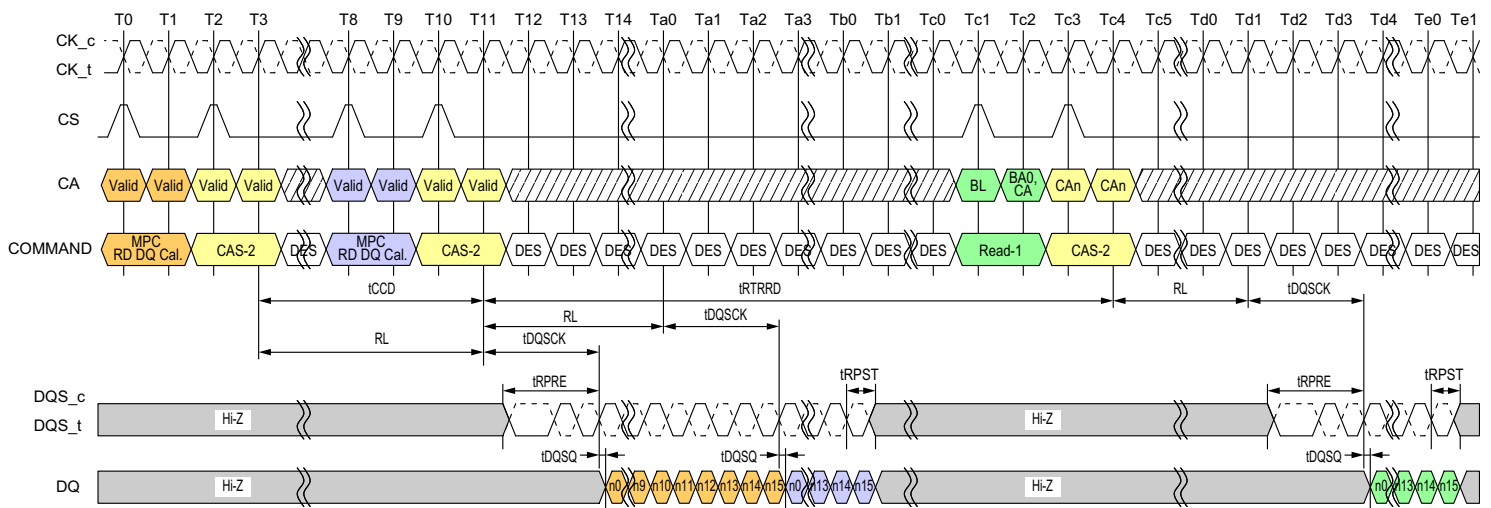 T0 T1 T2 T3 T8 T9 T10 T11 T12 T13 T14 Ta0 Ta1 Ta2 Ta3 Tb0 Tb1 Tc0 Tc1 Tc2 Tc3 Tc4 Tc5 Td0 Td1 Td2 Td3 Td4 Te0 Te1
CK_c
CK_t
CS
CA Valid Valid Valid Valid Valid Valid Valid Valid BL BA0, CA CAn CAn
COMMAND MPC RD DQ Cal. CAS-2 DES MPC RD DQ Cal. CAS-2 DES DES DES DES DES DES DES DES DES DES Read-1 CAS-2 DES DES DES DES DES DES DES DES
tCCD tRTRRD RL tDQSCK
RL tDQSCK
RL tDQSCK
tRPRE tRPST tRPRE tRPST
DQS_c
DQS_t Hi-Z Hi-Z
tDQSQ tDQSQ tDQSQ
DQ Hi-Z n0 n9 n10 n11 n12 n13 n14 n15 n0 n13 n14 n15 Hi-Z n0 n13 n14 n15